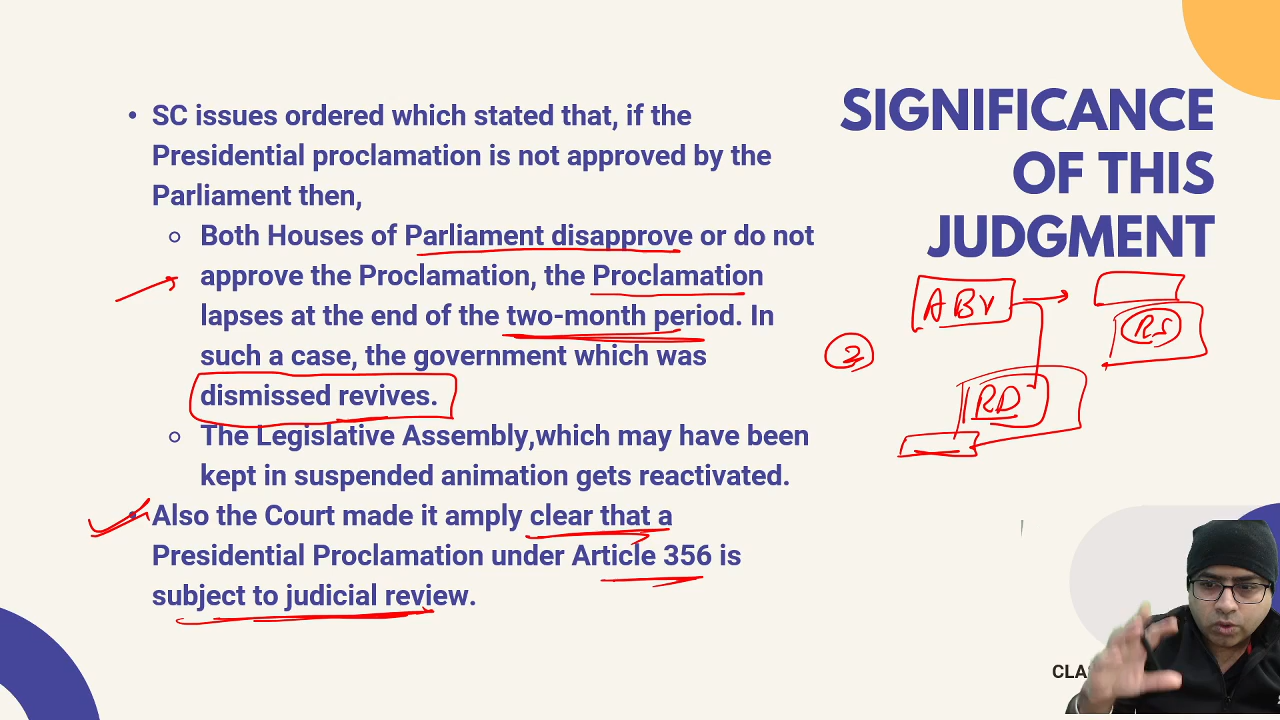 SIGNIFICANCE
OF THIS
JUDGMENT
• SC issues ordered which stated that, if the
Presidential proclamation is not approved by the
Parliament then,
○ Both Houses of Parliament disapprove or do not
approve the Proclamation, the Proclamation
lapses at the end of the two-month period. In
such a case, the government which was
dismissed revives.
○ The Legislative Assembly,which may have been
kept in suspended animation gets reactivated.
• Also the Court made it amply clear that a
Presidential Proclamation under Article 356 is
subject to judicial review.
ABV
RS
2
RD